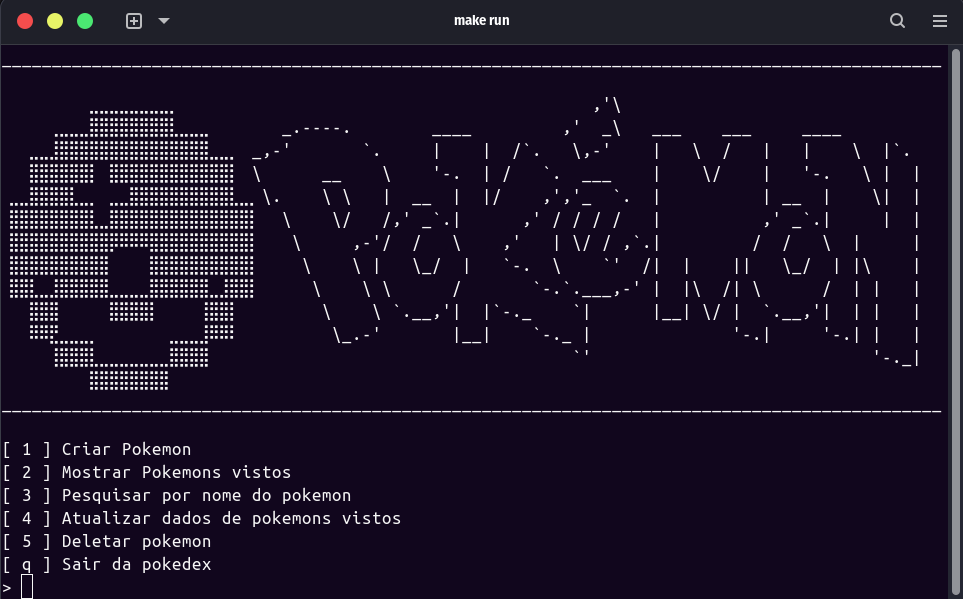 make run
POKéMON
[ 1 ] Criar Pokemon
[ 2 ] Mostrar Pokemons vistos
[ 3 ] Pesquisar por nome do pokemon
[ 4 ] Atualizar dados de pokemons vistos
[ 5 ] Deletar pokemon
[ q ] Sair da pokedex
>